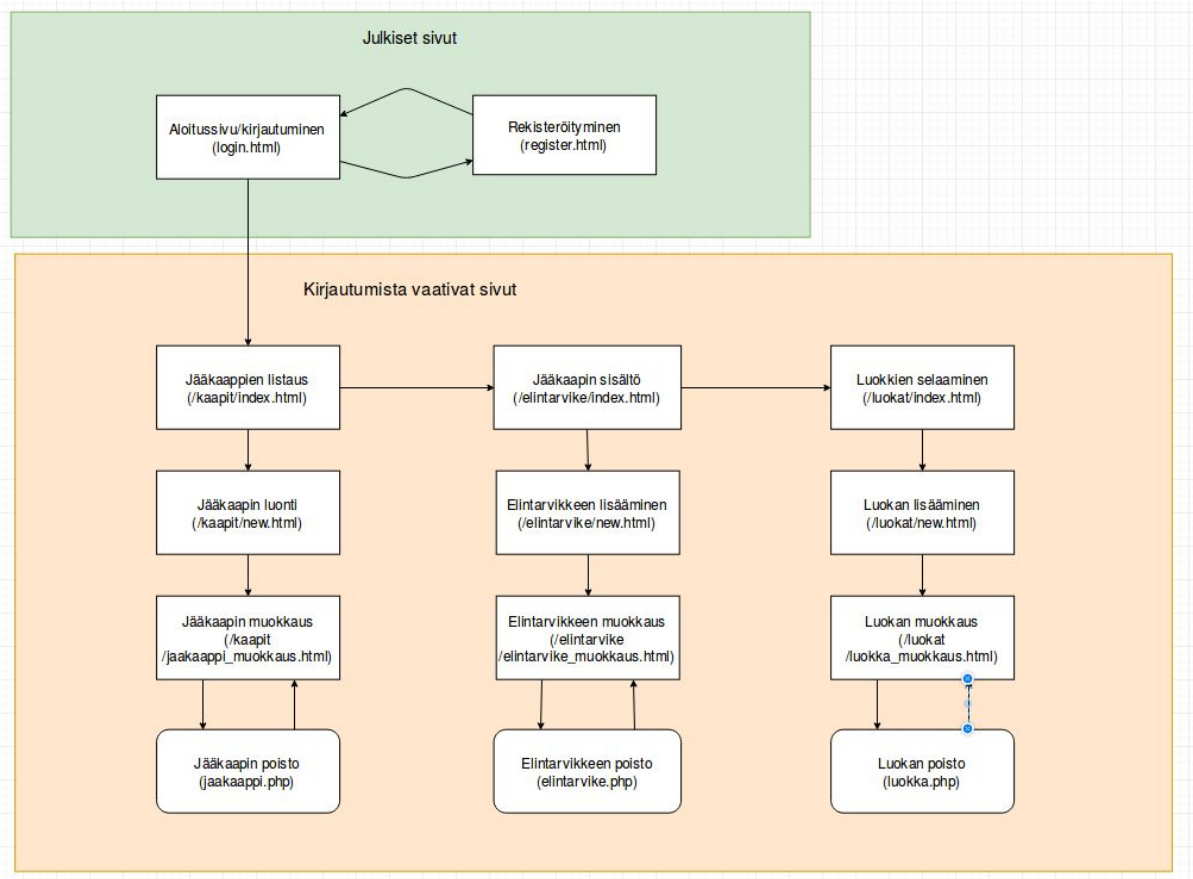 Julkiset sivut
Aloitussivu/kirjautuminen
(login.html)
Rekisteröityminen
(register.html)
Kirjautumista vaativat sivut
Jääkaappien listaus
(/kaapit/index.html)
Jääkaapin sisältö
(/elintarvike/index.html)
Luokkien selaaminen
(/luokat/index.html)
Jääkaapin luonti
(/kaapit/new.html)
Elintarvikkeen lisääminen
(/elintarvike/new.html)
Luokan lisääminen
(/luokat/new.html)
Jääkaapin muokkaus
(/kaapit
/jaakaappi_muokkaus.html)
Elintarvikkeen muokkaus
(/elintarvike
/elintarvike_muokkaus.html)
Luokan muokkaus
(/luokat
/luokka_muokkaus.html)
Jääkaapin poisto
(jaakaappi.php)
Elintarvikkeen poisto
(elintarvike.php)
Luokan poisto
(luokka.php)